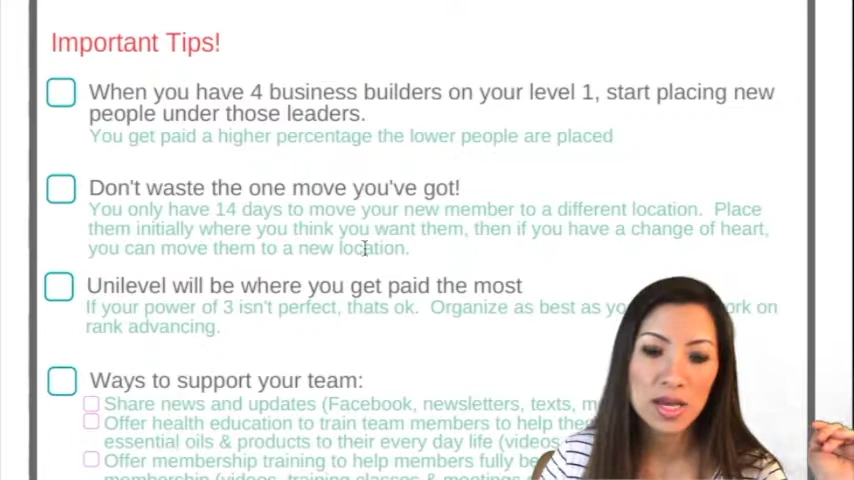 Important Tips!
When you have 4 business builders on your level 1, start placing new
people under those leaders.
You get paid a higher percentage the lower people are placed
Don't waste the one move you've got!
You only have 14 days to move your new member to a different location.  Place
them initially where you think you want them, then if you have a change of heart,
you can move them to a new location.
Unilevel will be where you get paid the most
If your power of 3 isn't perfect, thats ok.  Organize as best as work on
rank advancing.
Ways to support your team:
Share news and updates (Facebook, newsletters, texts,
Offer health education to train team members to help
essential oils & products to their every day life (videos
Offer membership training to help members fully
membership (videos, training classes & meetings